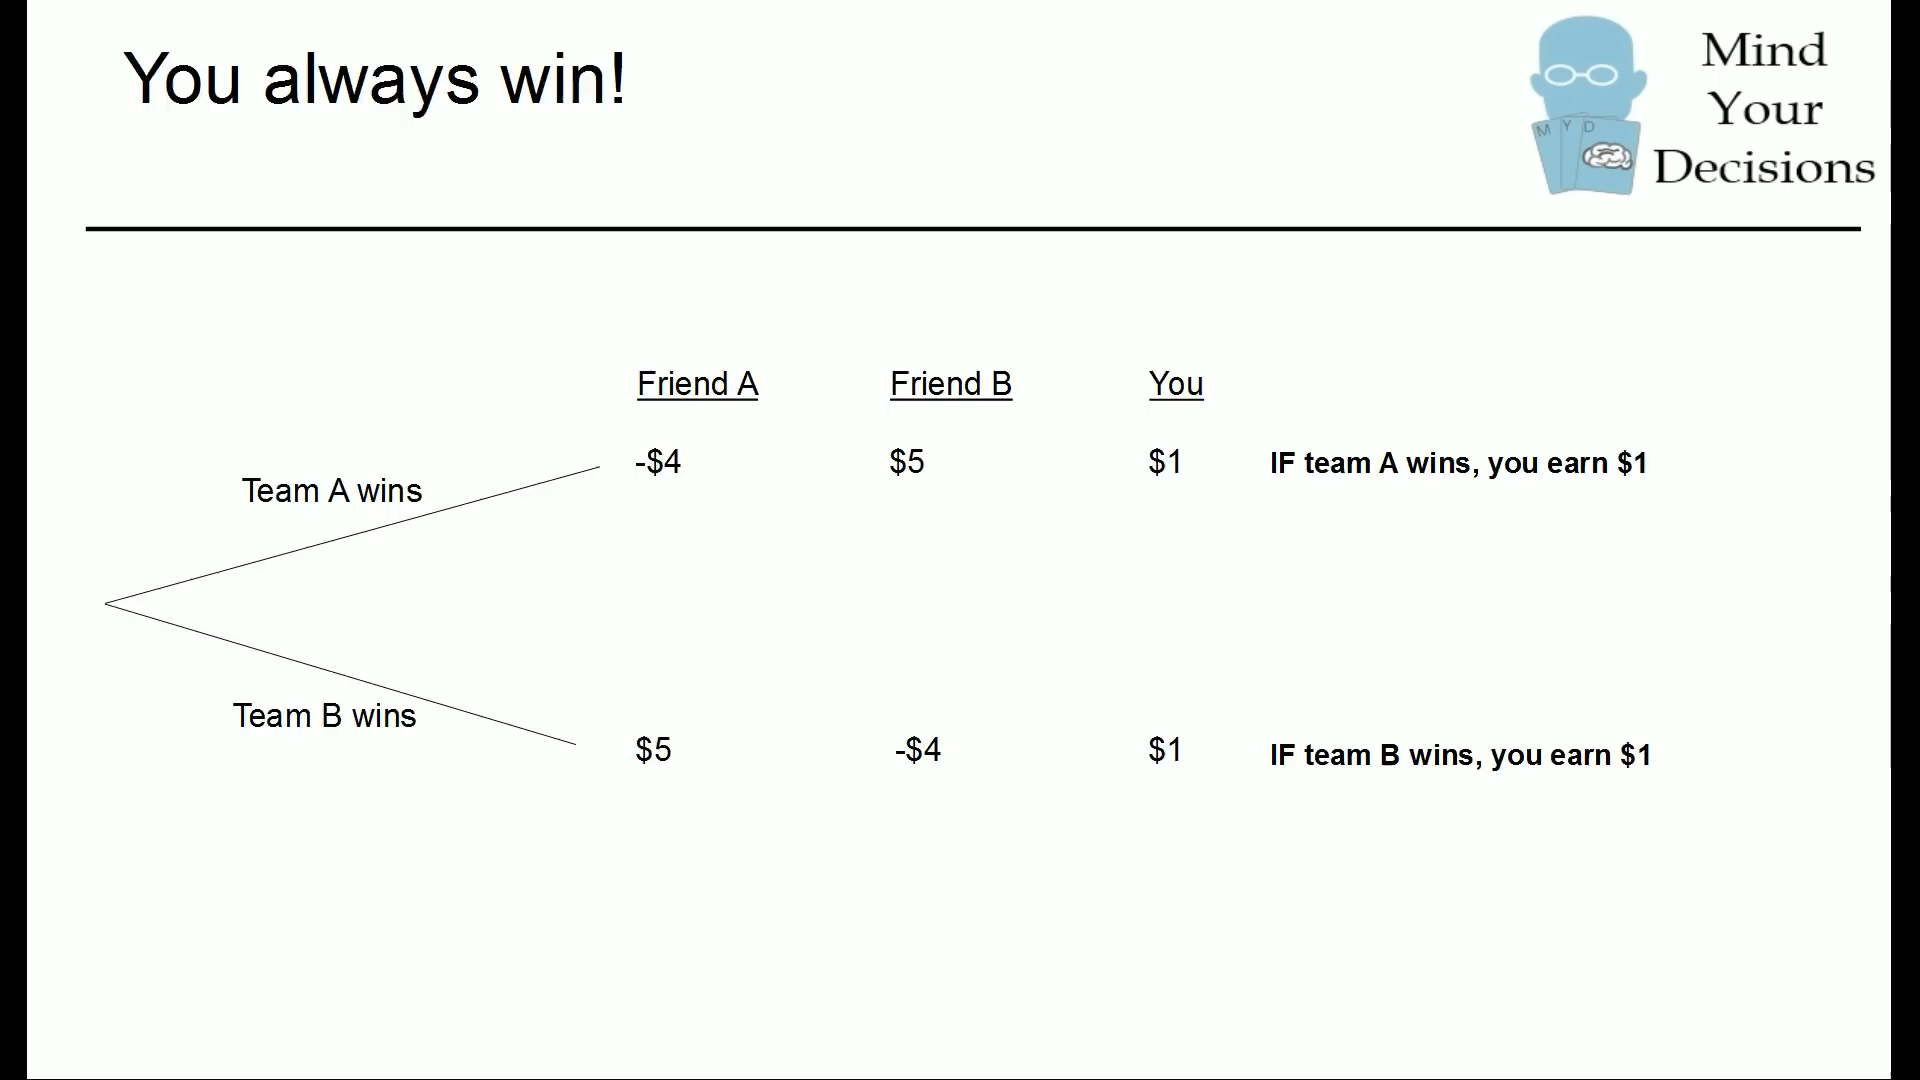 You always win!
Mind
Your
Decisions
M Y D
Friend A Friend B You
Team A wins -$4 $5 $1 IF team A wins, you earn $1
Team B wins $5 -$4 $1 IF team B wins, you earn $1